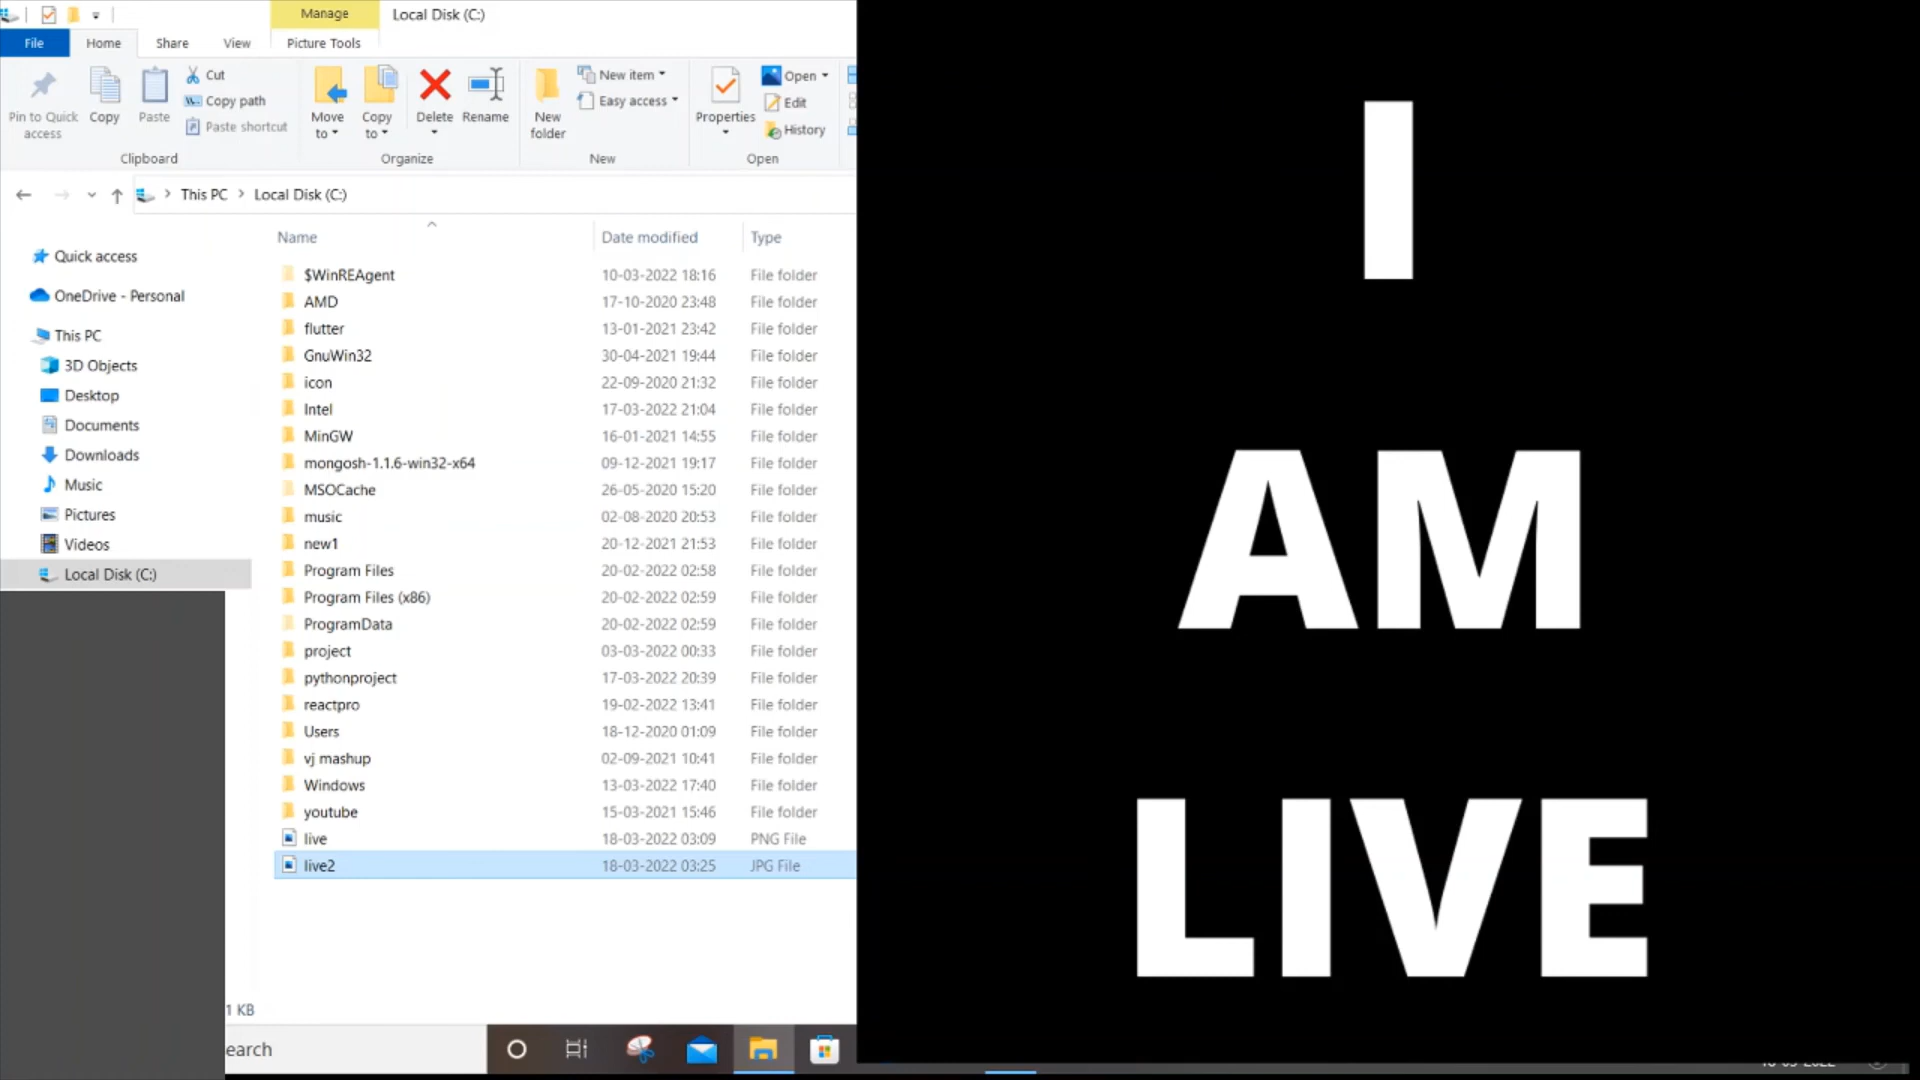 Manage
Local Disk (C:)
File
Home
Share
View
Picture Tools
Pin to Quick access
Copy
Paste
Cut
Copy path
Paste shortcut
Clipboard
Move to
Copy to
Delete
Rename
Organize
New folder
New item
Easy access
New
Properties
Open
Edit
History
Open
This PC
Local Disk (C:)
Name
Date modified
Type
Quick access
OneDrive - Personal
This PC
3D Objects
Desktop
Documents
Downloads
Music
Pictures
Videos
Local Disk (C:)
$WinREAgent 10-03-2022 18:16 File folder
AMD 17-10-2020 23:48 File folder
flutter 13-01-2021 23:42 File folder
GnuWin32 30-04-2021 19:44 File folder
icon 22-09-2020 21:32 File folder
Intel 17-03-2022 21:04 File folder
MinGW 16-01-2021 14:55 File folder
mongosh-1.1.6-win32-x64 09-12-2021 19:17 File folder
MSOCache 26-05-2020 15:20 File folder
music 02-08-2020 20:53 File folder
new1 20-12-2021 21:53 File folder
Program Files 20-02-2022 02:58 File folder
Program Files (x86) 20-02-2022 02:59 File folder
ProgramData 20-02-2022 02:59 File folder
project 03-03-2022 00:33 File folder
pythonproject 17-03-2022 20:39 File folder
reactpro 19-02-2022 13:41 File folder
Users 18-12-2020 01:09 File folder
vj mashup 02-09-2021 10:41 File folder
Windows 13-03-2022 17:40 File folder
youtube 15-03-2021 15:46 File folder
live 18-03-2022 03:09 PNG File
live2 18-03-2022 03:25 JPG File
1 KB
earch
I
AM
LIVE